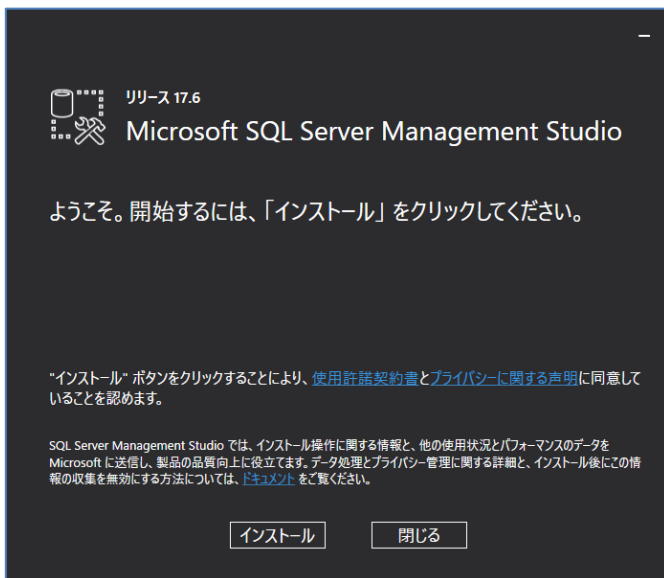 リリース 17.6
Microsoft SQL Server Management Studio
ようこそ。開始するには、「インストール」をクリックしてください。
"インストール" ボタンをクリックすることにより、使用許諾契約書とプライバシーに関する声明に同意して
いることを認めます。
SQL Server Management Studio では、インストール操作に関する情報と、他の使用状況とパフォーマンスのデータを
Microsoft に送信し、製品の品質向上に役立てます。データ処理とプライバシー管理に関する詳細と、インストール後にこの情
報の収集を無効にする方法については、ドキュメント をご覧ください。
インストール
閉じる